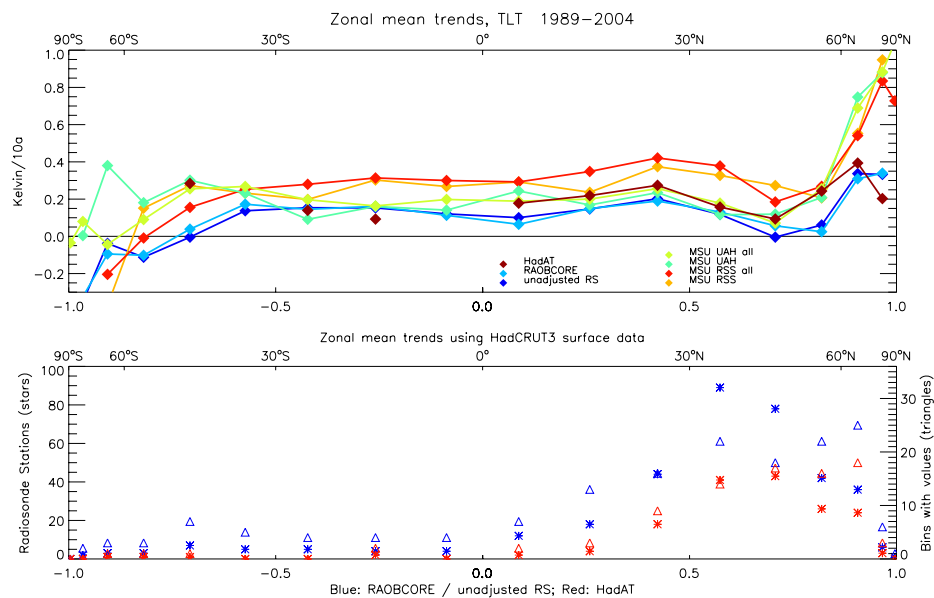 Zonal mean trends, TLT 1989−2004
90°S 60°S 30°S 0° 30°N 60°N 90°N
1.0
0.8
0.6
0.4
0.2
0.0
−0.2
Kelvin/10a
HadAT
RAOBCORE
unadjusted RS
MSU UAH all
MSU UAH
MSU RSS all
MSU RSS
−1.0 −0.5 0.0 0.5 1.0
Zonal mean trends using HadCRUT3 surface data
90°S 60°S 30°S 0° 30°N 60°N 90°N
100
80
60
40
20
0
Radiosonde Stations (stars)
30
20
10
0
Bins with values (triangles)
−1.0 −0.5 0.0 0.5 1.0
Blue: RAOBCORE / unadjusted RS; Red: HadAT